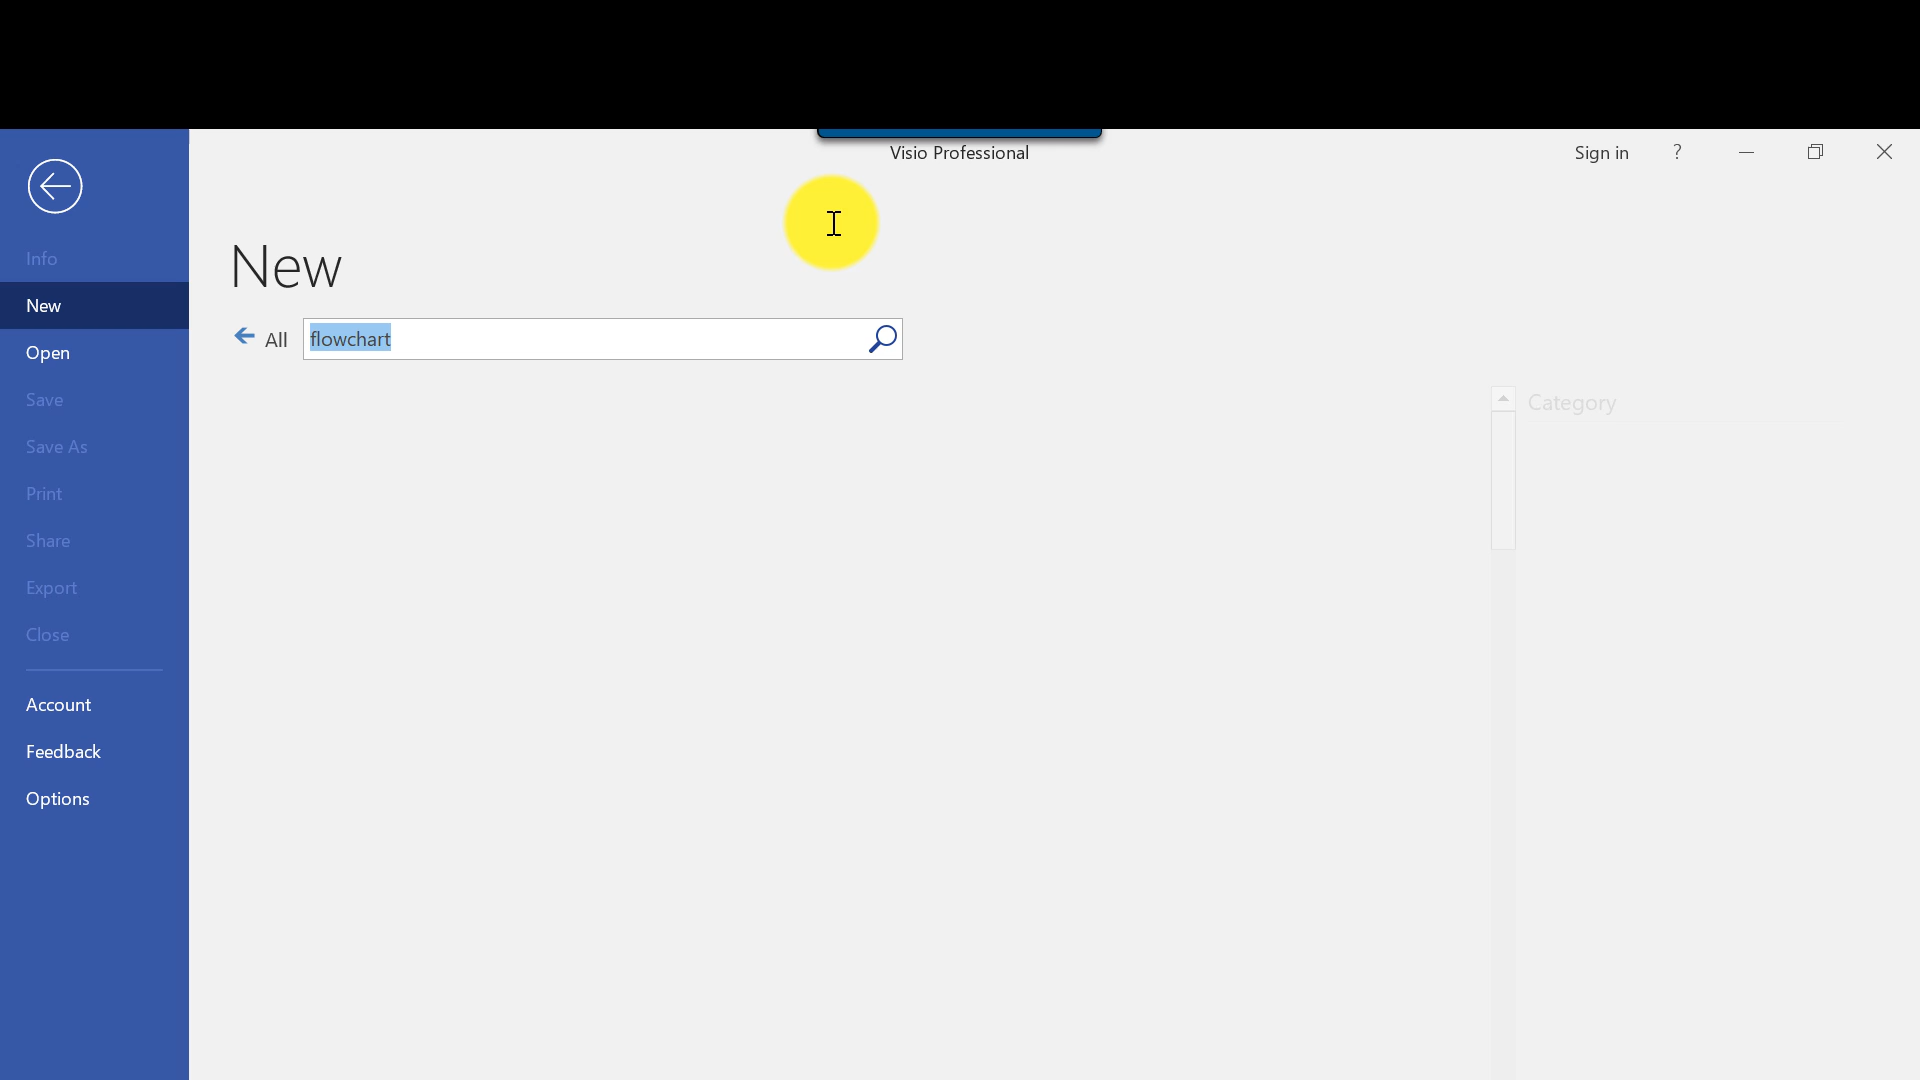 Visio Professional
Sign in ?
New
Info
New
Open
Save
Save As
Print
Share
Export
Close
Account
Feedback
Options
All
flowchart
Category